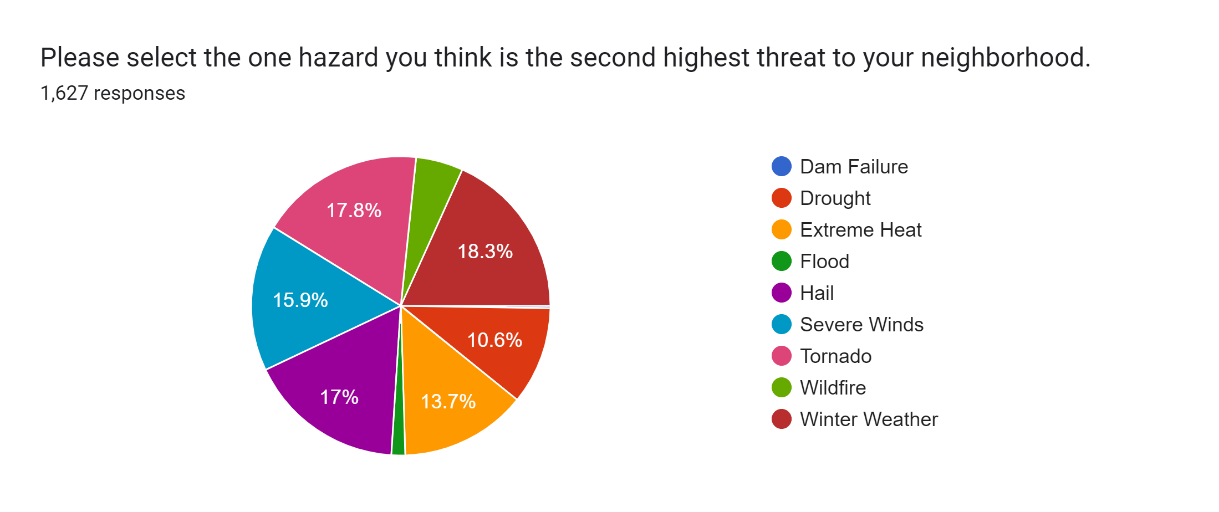 Please select the one hazard you think is the second highest threat to your neighborhood.
1,627 responses
17.8%
18.3%
15.9%
10.6%
17%
13.7%
Dam Failure
Drought
Extreme Heat
Flood
Hail
Severe Winds
Tornado
Wildfire
Winter Weather